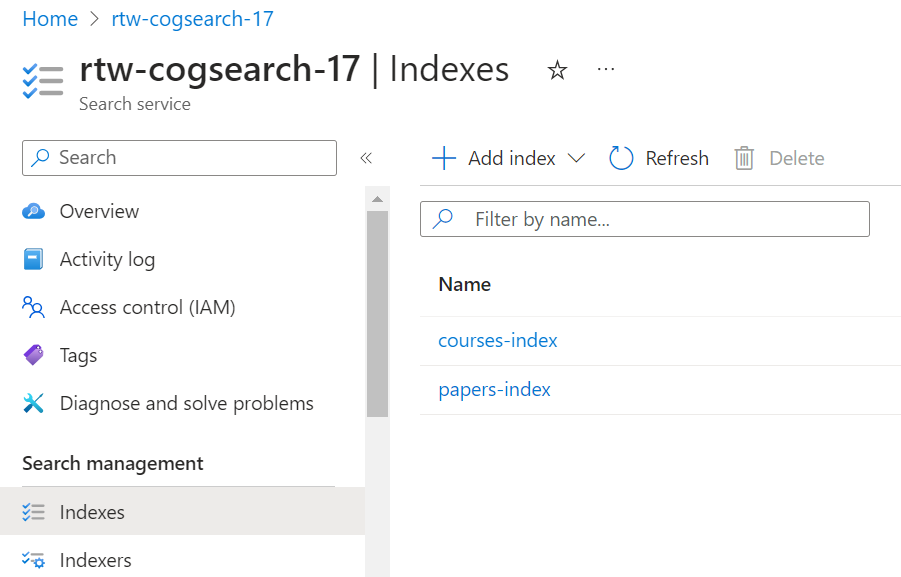 Home > rtw-cogsearch-17
rtw-cogsearch-17 | Indexes
Search service
Search
Overview
Activity log
Access control (IAM)
Tags
Diagnose and solve problems
Search management
Indexes
Indexers
Add index
Refresh
Delete
Filter by name...
Name
courses-index
papers-index